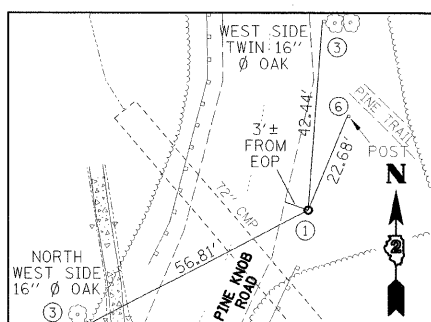 WEST SIDE
TWIN 16" Ø OAK
3
42.44'
6
PINE TRAIL
POST
3'±
FROM
EOP
22.68'
N
2
72" CMP
1
56.81'
PINE KNOB
ROAD
NORTH
WEST SIDE
16" Ø OAK
3